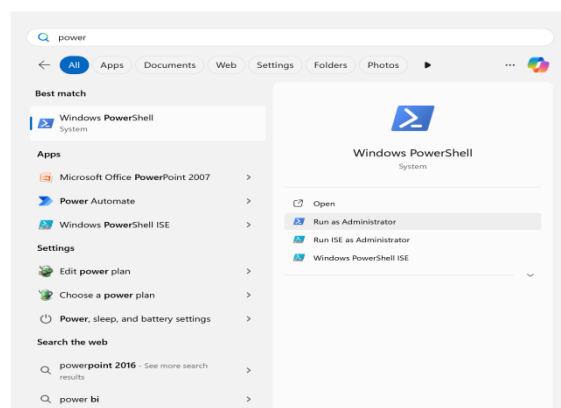 power
All Apps Documents Web Settings Folders Photos ...
Best match
Windows PowerShell
System
Apps
Microsoft Office PowerPoint 2007
Power Automate
Windows PowerShell ISE
Settings
Edit power plan
Choose a power plan
Power, sleep, and battery settings
Search the web
powerpoint 2016 - See more search
results
power bi
Windows PowerShell
System
Open
Run as Administrator
Run ISE as Administrator
Windows PowerShell ISE